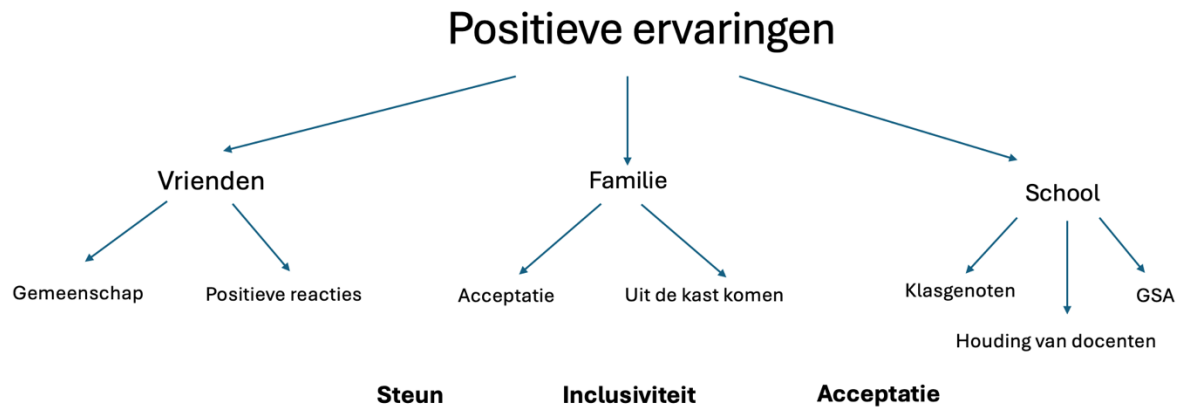 Positieve ervaringen
Vrienden
Familie
School
Gemeenschap
Positieve reacties
Acceptatie
Uit de kast komen
Klasgenoten
GSA
Houding van docenten
Steun
Inclusiviteit
Acceptatie